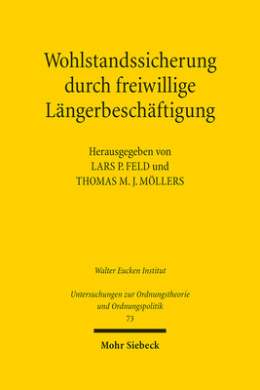 Wohlstandssicherung
durch freiwillige
Längerbeschäftigung
Herausgegeben von
LARS P. FELD und
THOMAS M. J. MÖLLERS
Walter Eucken Institut
Untersuchungen zur Ordnungstheorie
und Ordnungspolitik
73
Mohr Siebeck